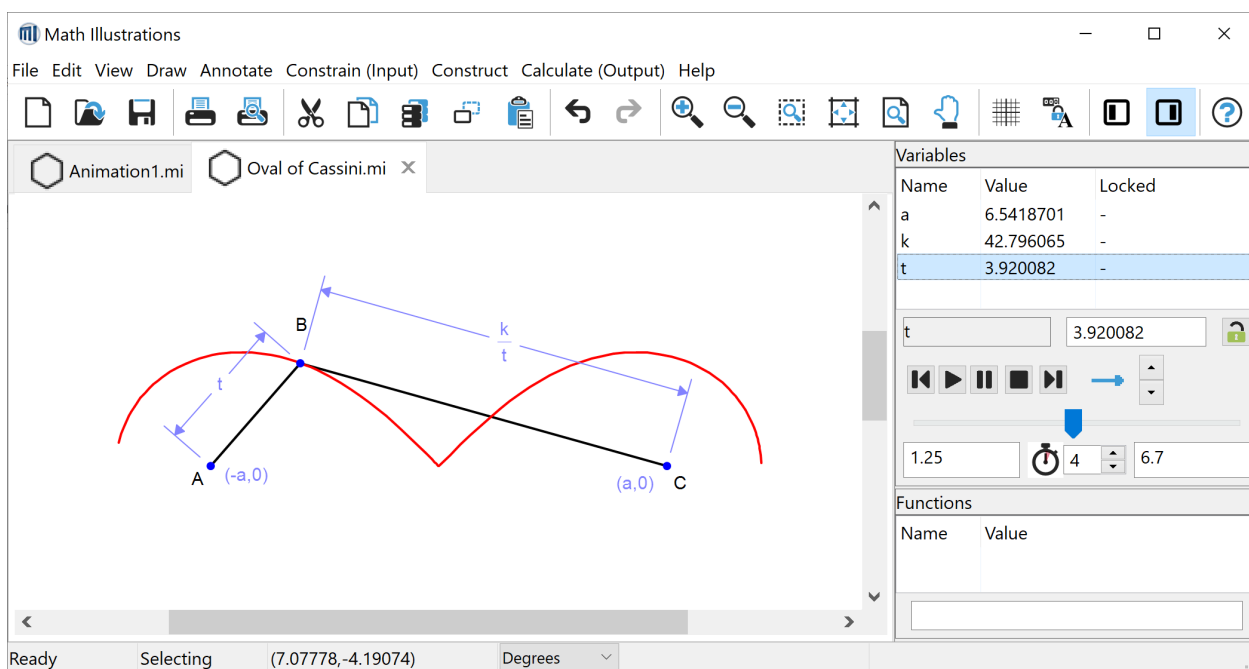 Math Illustrations
File Edit View Draw Annotate Constrain (Input) Construct Calculate (Output) Help
Animation1.mi Oval of Cassini.mi
B
k
t
t
A
(-a,0)
(a,0)
C
Variables
Name Value Locked
a 6.5418701 -
k 42.796065 -
t 3.920082 -
t 3.920082
1.25 4 6.7
Functions
Name Value
Ready Selecting (7.07778,-4.19074) Degrees